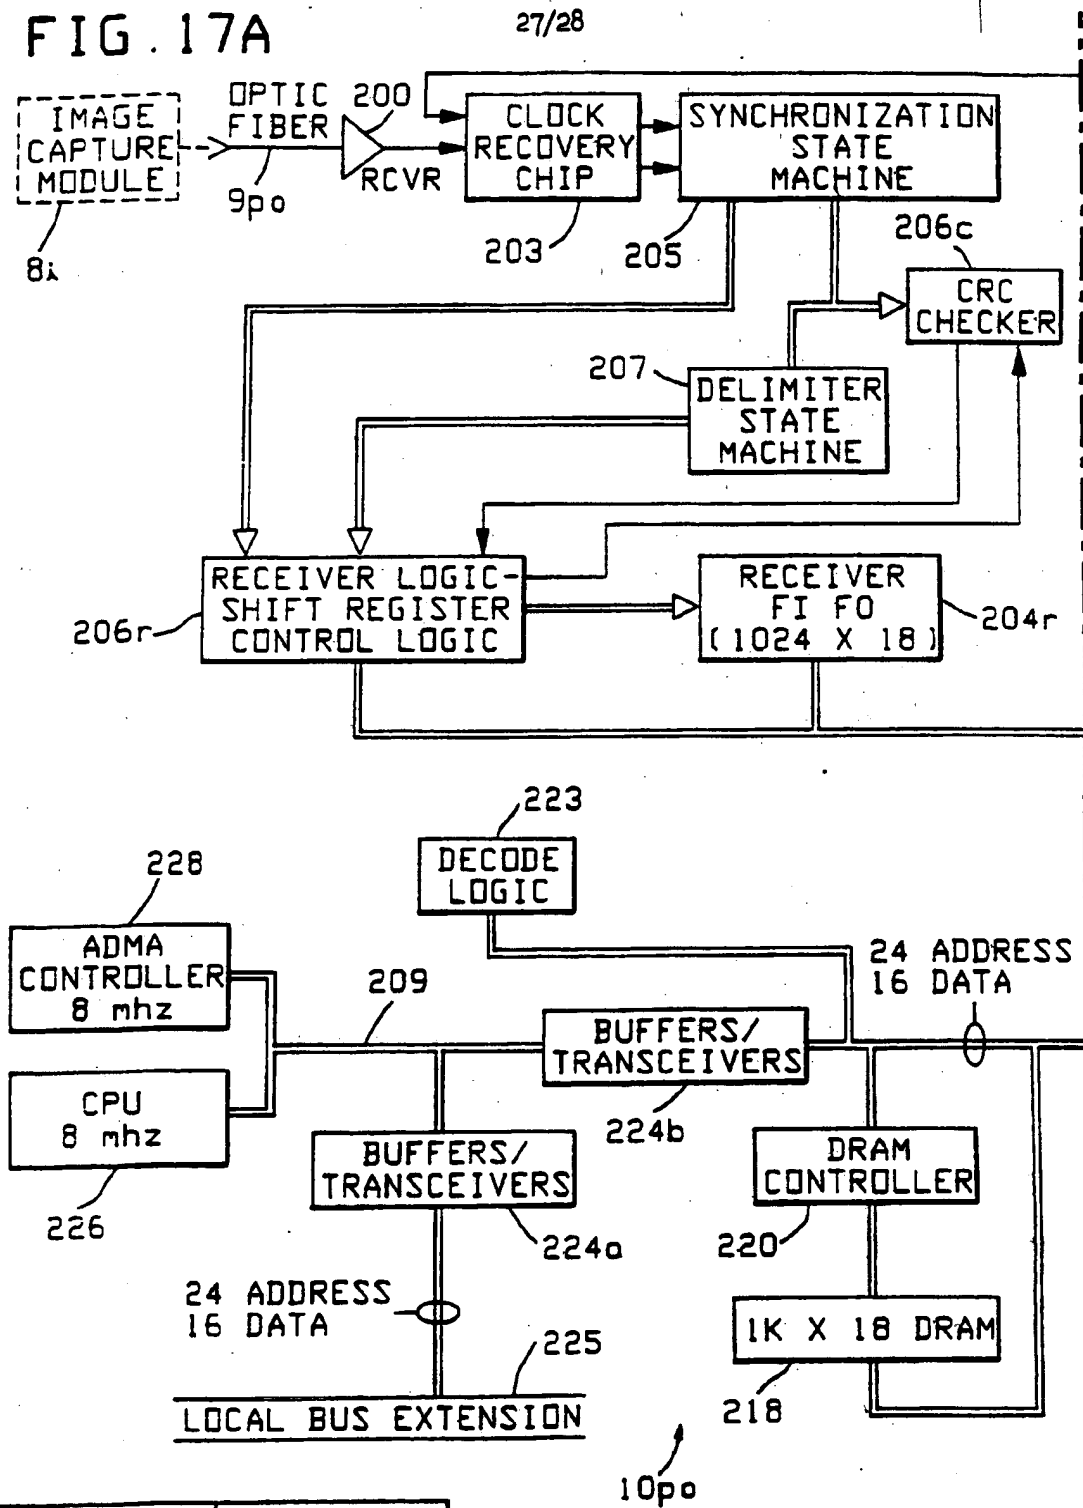 FIG. 17A
27/28
IMAGE
CAPTURE
MODULE
8i
OPTIC
FIBER
9po
200
RCVR
CLOCK
RECOVERY
CHIP
203
SYNCHRONIZATION
STATE
MACHINE
205
206c
CRC
CHECKER
207
DELIMITER
STATE
MACHINE
RECEIVER LOGIC-
SHIFT REGISTER
CONTROL LOGIC
206r
RECEIVER
FI FO
(1024 X 18)
204r
223
DECODE
LOGIC
228
ADMA
CONTROLLER
8 mhz
209
BUFFERS/
TRANSCEIVERS
224b
24 ADDRESS
16 DATA
CPU
8 mhz
226
BUFFERS/
TRANSCEIVERS
224a
DRAM
CONTROLLER
220
24 ADDRESS
16 DATA
225
LOCAL BUS EXTENSION
1K X 18 DRAM
218
10po